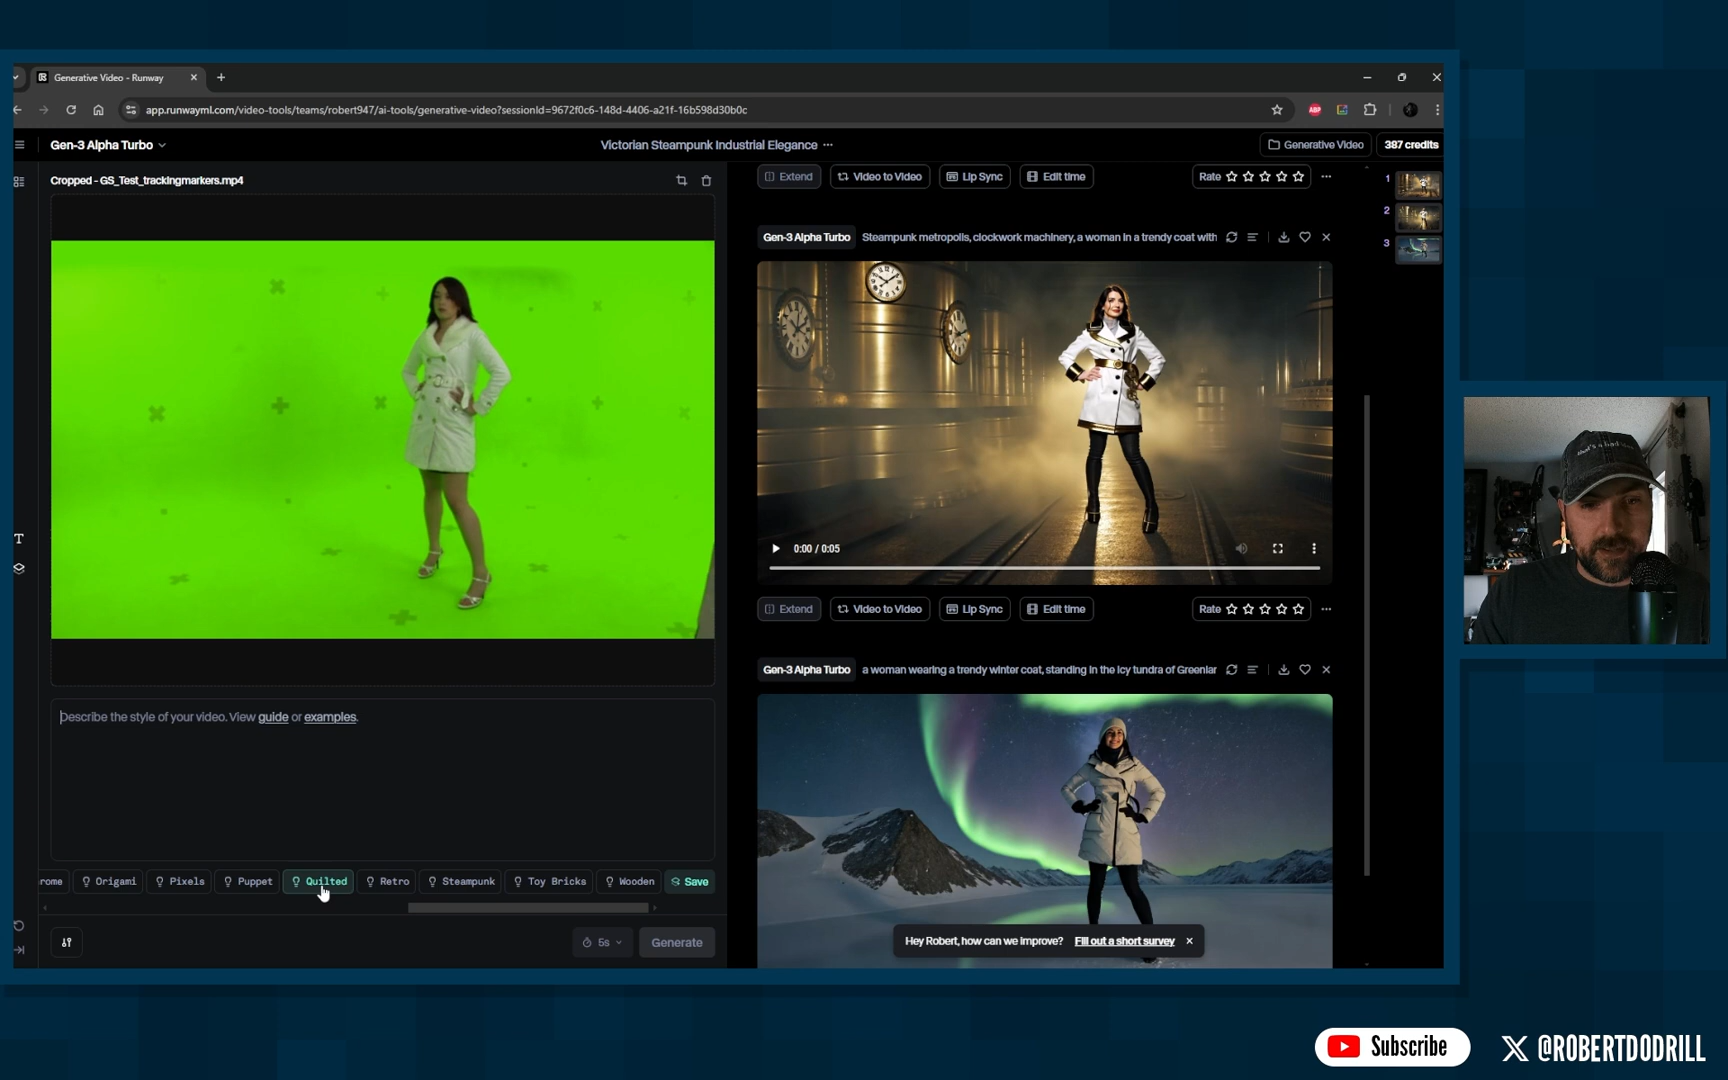 Generative Video - Runway
app.runwayml.com/video-tools/teams/robert947/ai-tools/generative-video?sessionId=9672f0c6-148d-4406-a21f-16b598d30b0c
ABP
Gen-3 Alpha Turbo
Victorian Steampunk Industrial Elegance
Generative Video
387 credits
Cropped - GS_Test_trackingmarkers.mp4
Extend
Video to Video
Lip Sync
Edit time
Rate
1
2
3
Gen-3 Alpha Turbo
Steampunk metropolis, clockwork machinery, a woman in a trendy coat with
0:00 / 0:05
Extend
Video to Video
Lip Sync
Edit time
Rate
Gen-3 Alpha Turbo
a woman wearing a trendy winter coat, standing in the icy tundra of Greenlan
Describe the style of your video. View guide or examples.
rome
Origami
Pixels
Puppet
Quilted
Retro
Steampunk
Toy Bricks
Wooden
Save
5s
Generate
Hey Robert, how can we improve? Fill out a short survey
Subscribe
@ROBERTDODRILL